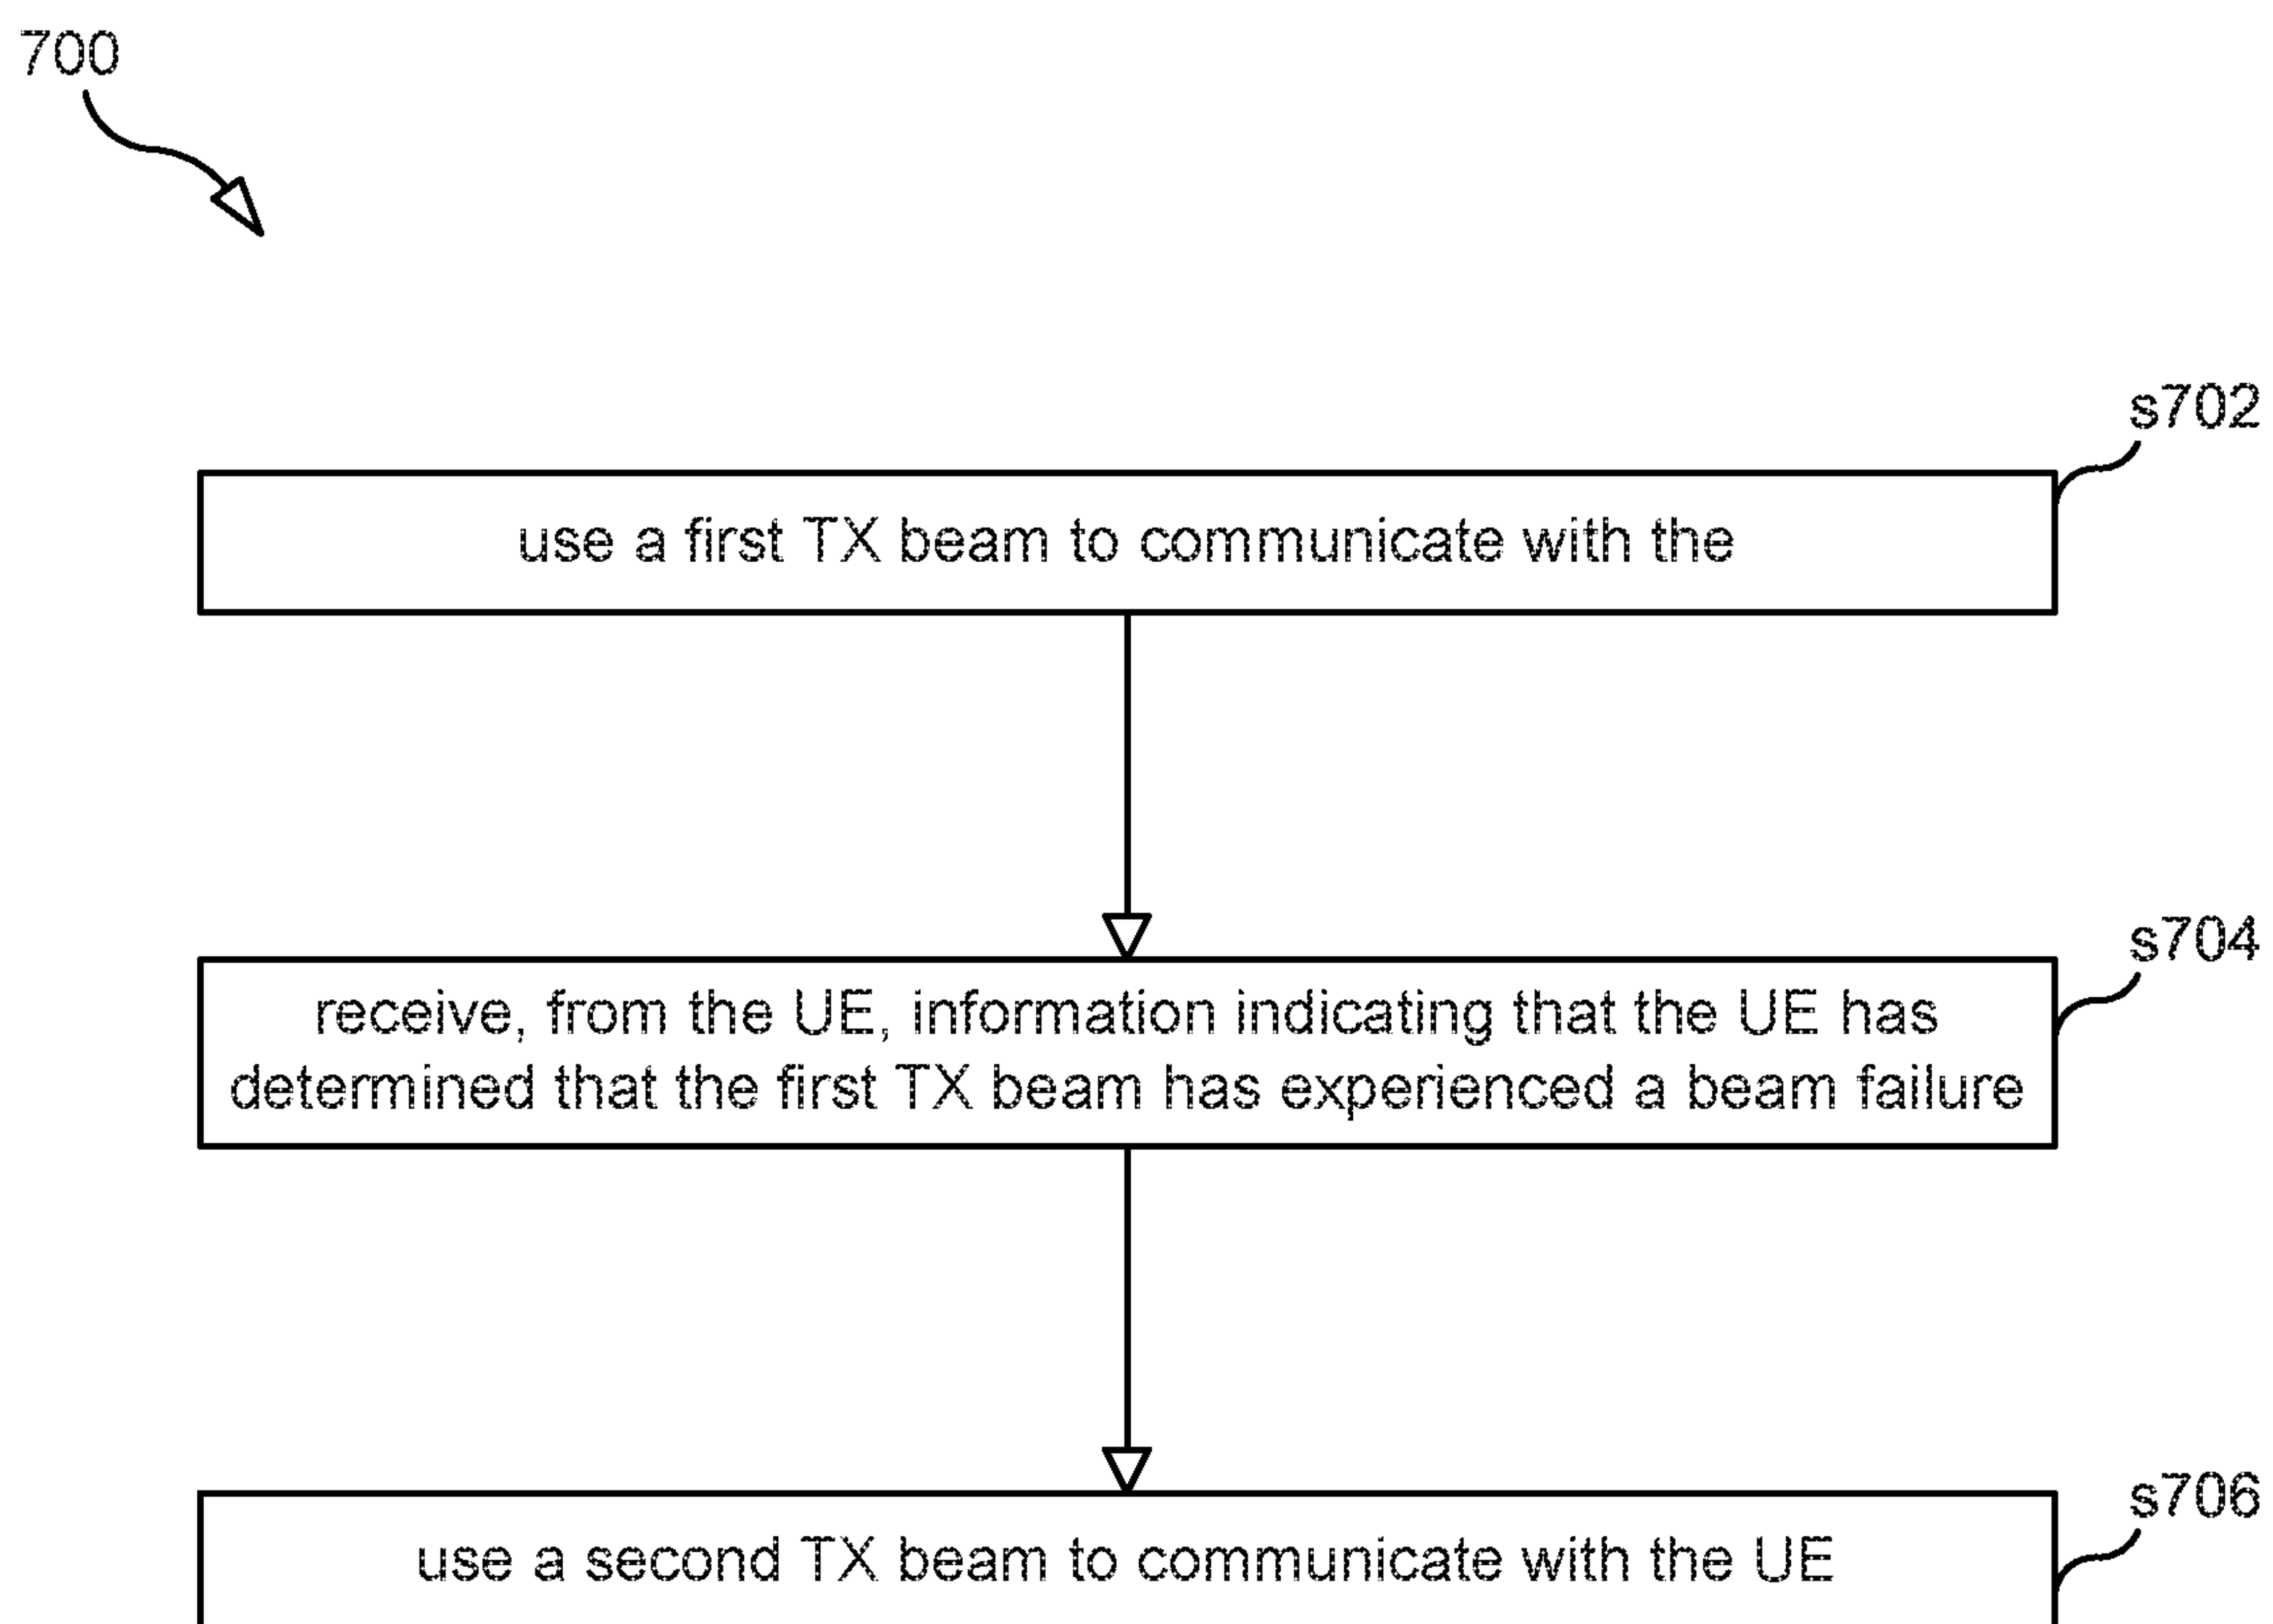 700
s702
use a first TX beam to communicate with the
s704
receive, from the UE, information indicating that the UE has
determined that the first TX beam has experienced a beam failure
s706
use a second TX beam to communicate with the UE